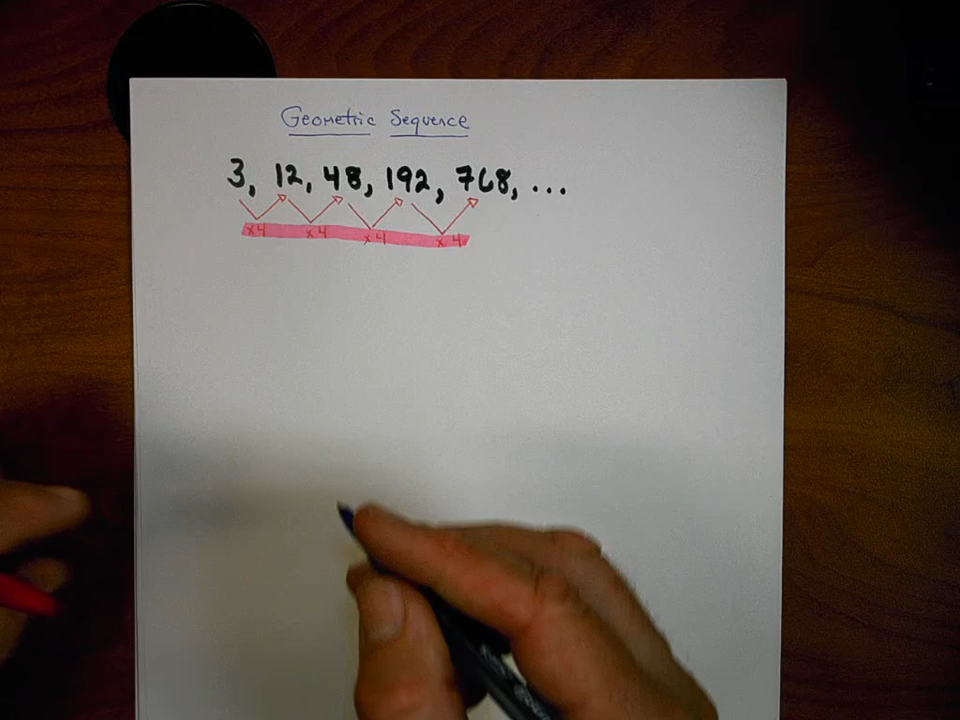 Geometric Sequence
3, 12, 48, 192, 768, ...
x4 x4 x4 x4